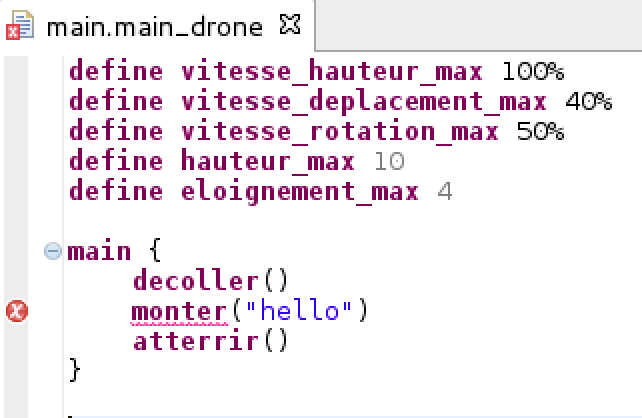 main.main_drone
define vitesse_hauteur_max 100%
define vitesse_deplacement_max 40%
define vitesse_rotation_max 50%
define hauteur_max 10
define eloignement_max 4
main {
decoller()
monter("hello")
atterrir()
}